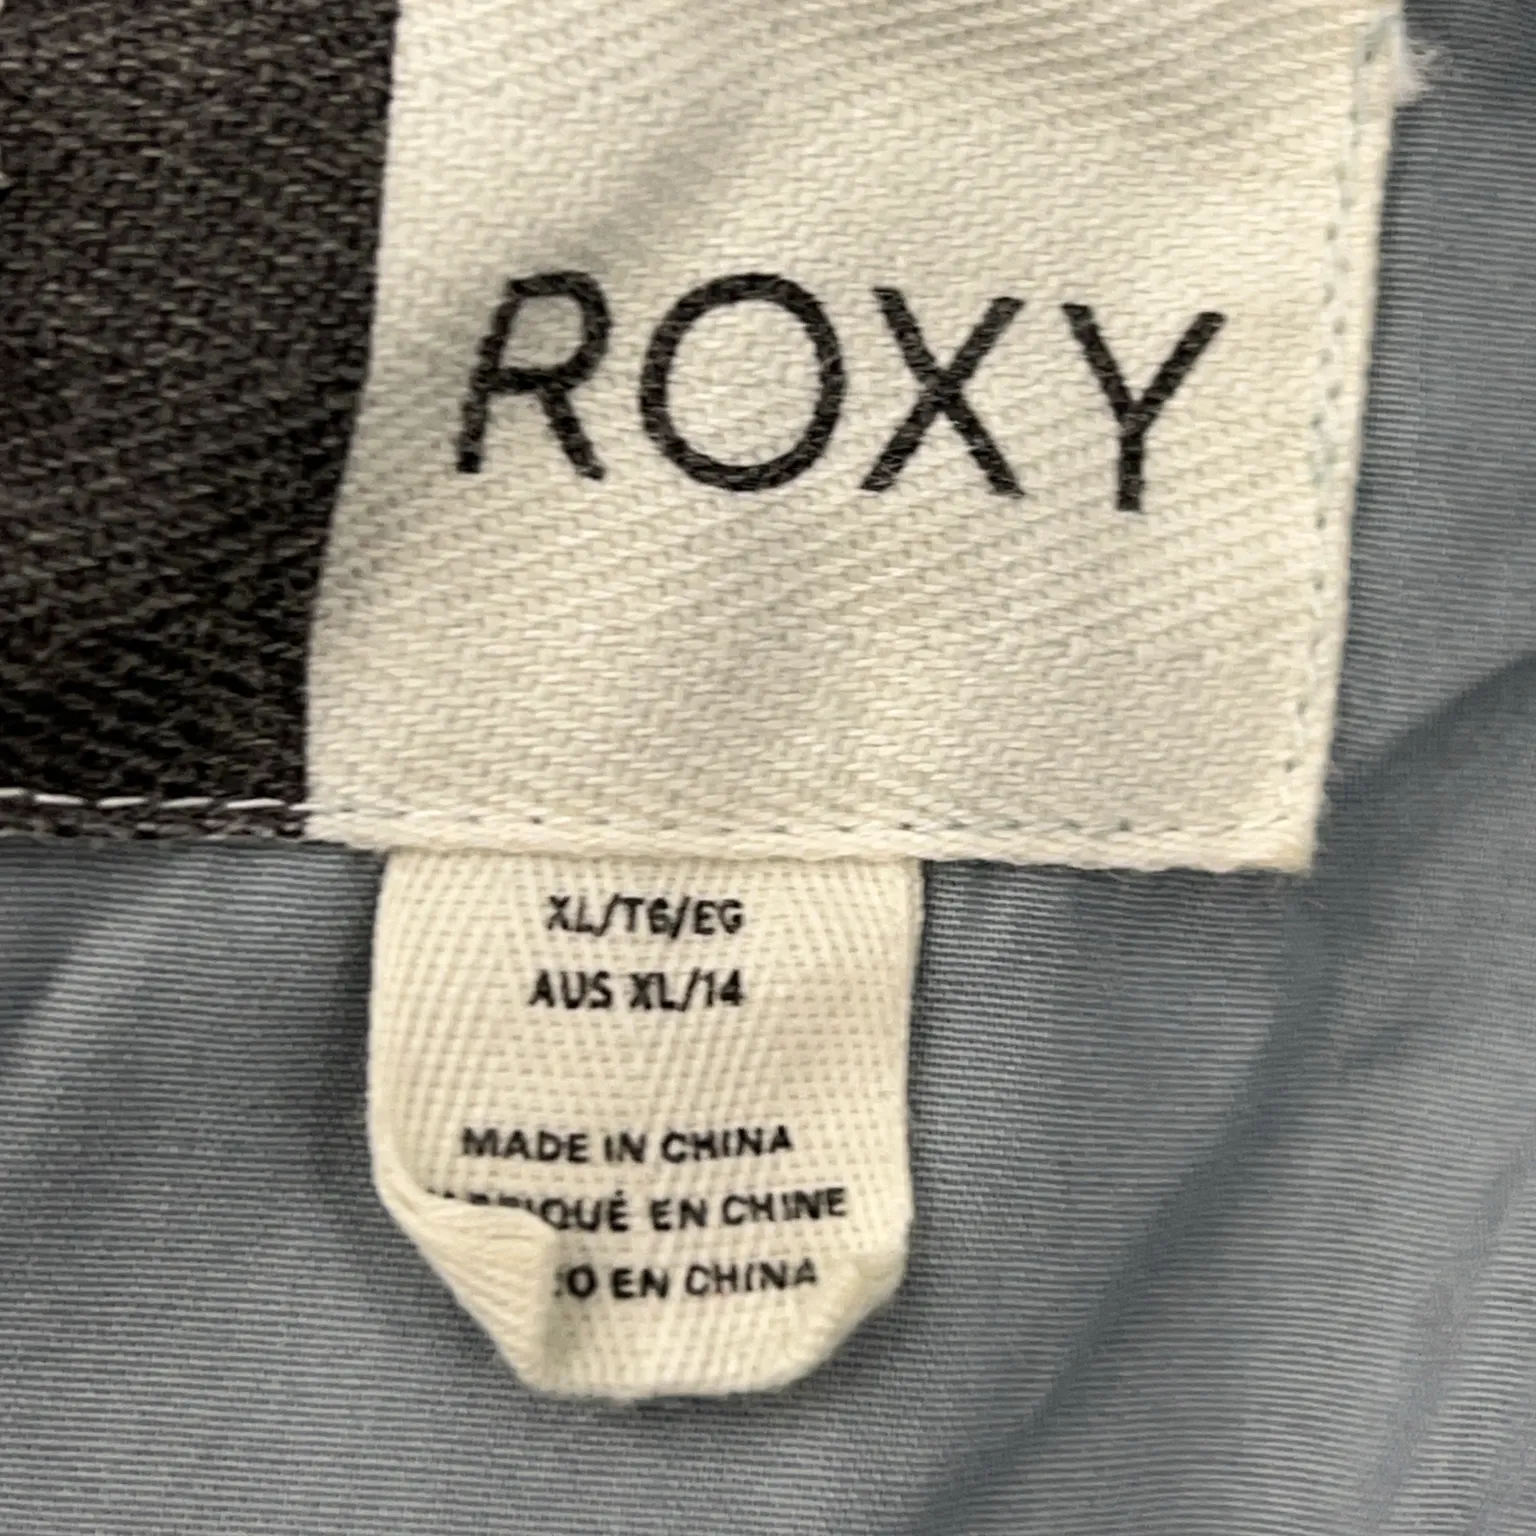 ROXY
XL/T6/EG
AUS XL/14
MADE IN CHINA
EN CHINE
EN CHINA